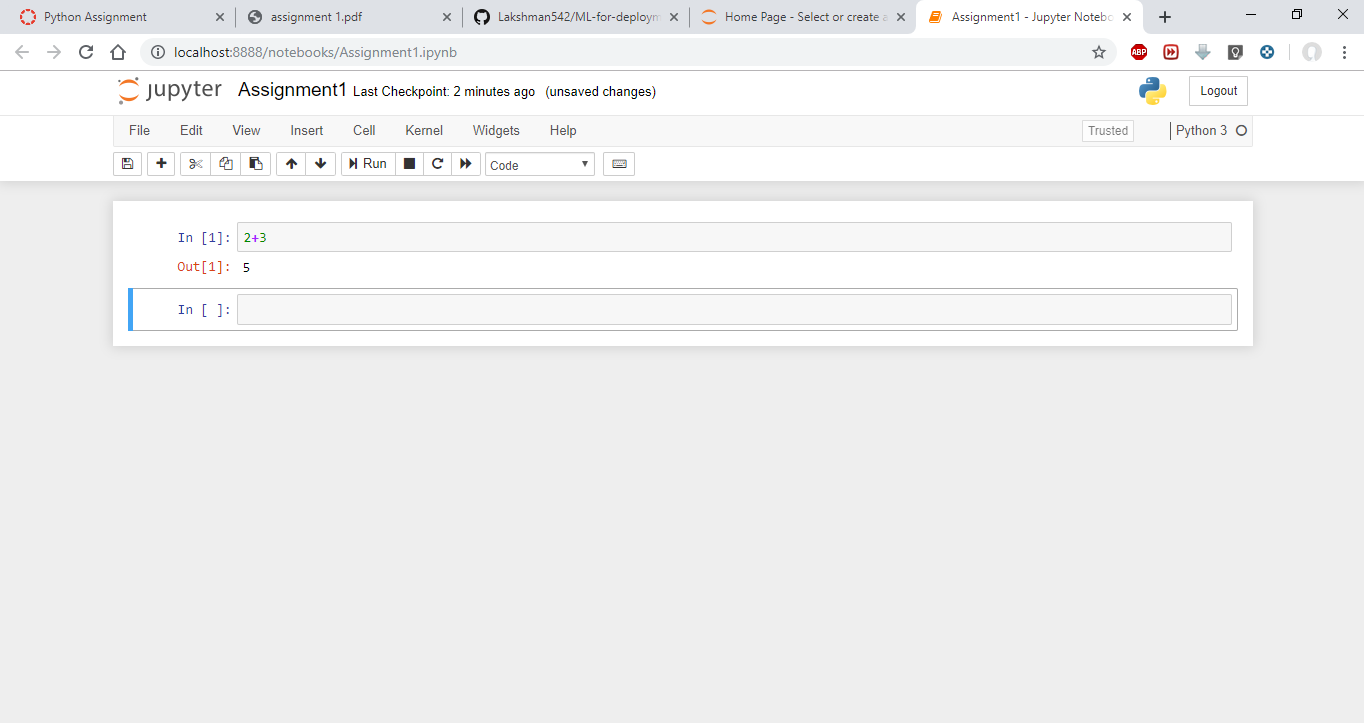 Python Assignment
assignment 1.pdf
Lakshman542/ML-for-deploym
Home Page - Select or create a
Assignment1 - Jupyter Notebo
localhost:8888/notebooks/Assignment1.ipynb
ABP
jupyter Assignment1 Last Checkpoint: 2 minutes ago (unsaved changes)
Logout
File Edit View Insert Cell Kernel Widgets Help
Trusted
Python 3
Run
Code
In [1]: 2+3
Out[1]: 5
In [ ]: